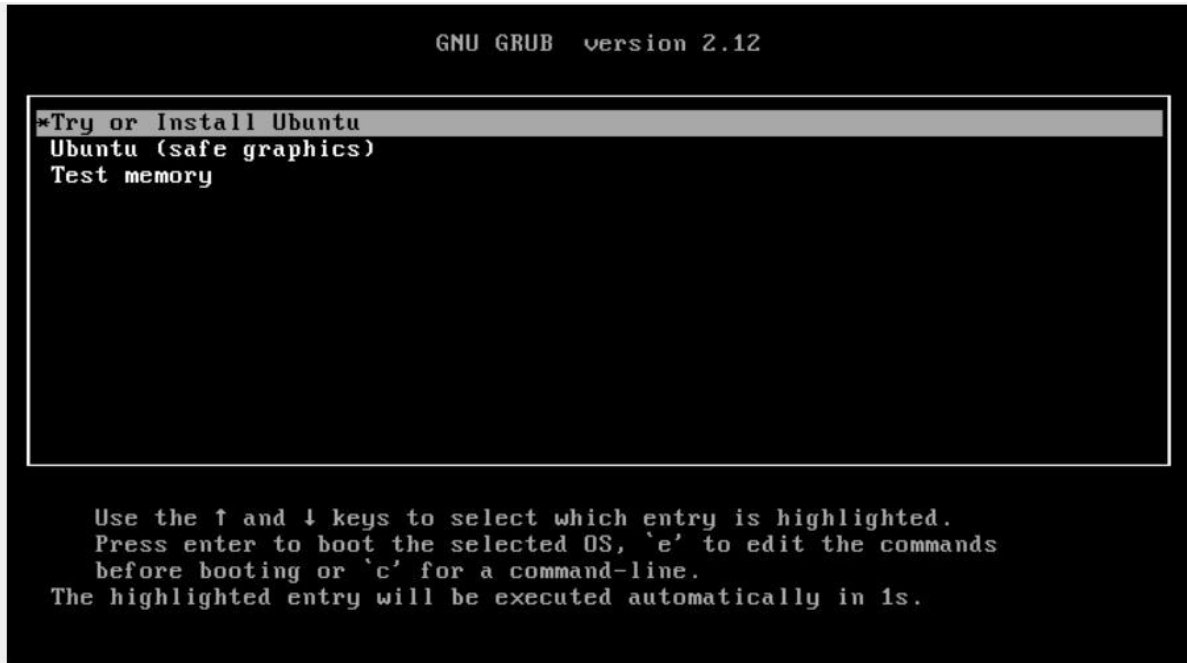 GNU GRUB version 2.12
*Try or Install Ubuntu
Ubuntu (safe graphics)
Test memory
Use the ↑ and ↓ keys to select which entry is highlighted.
Press enter to boot the selected OS, `e' to edit the commands
before booting or `c' for a command-line.
The highlighted entry will be executed automatically in 1s.